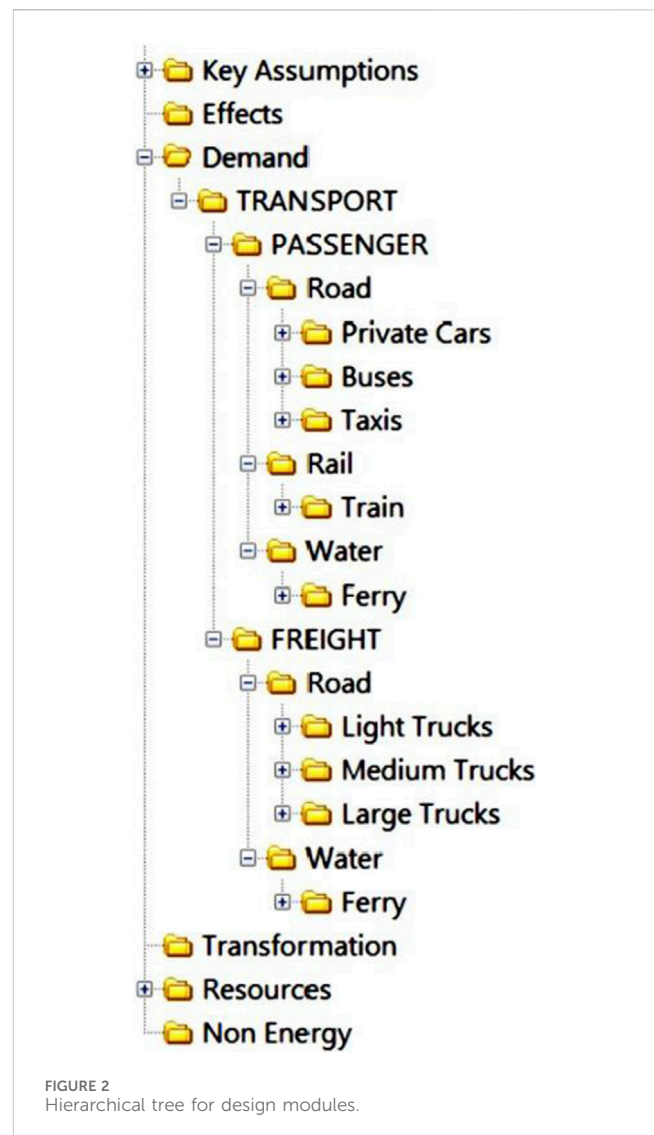 Key Assumptions
Effects
Demand
TRANSPORT
PASSENGER
Road
Private Cars
Buses
Taxis
Rail
Train
Water
Ferry
FREIGHT
Road
Light Trucks
Medium Trucks
Large Trucks
Water
Ferry
Transformation
Resources
Non Energy
FIGURE 2
Hierarchical tree for design modules.